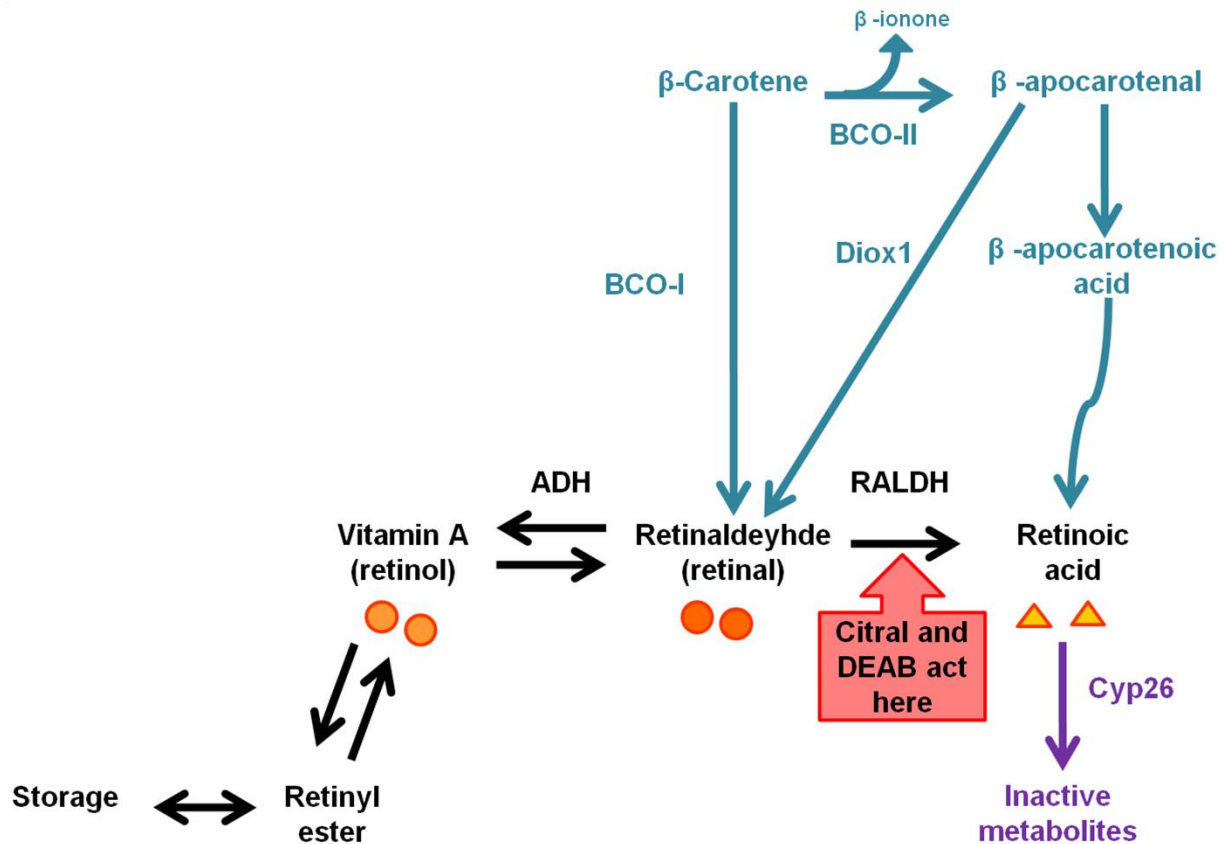 β -ionone
β-Carotene
β -apocarotenal
BCO-II
Diox1
β -apocarotenoic
acid
BCO-I
ADH
RALDH
Vitamin A
(retinol)
Retinaldeyhde
(retinal)
Retinoic
acid
Citral and
DEAB act
here
Cyp26
Storage
Retinyl
ester
Inactive
metabolites